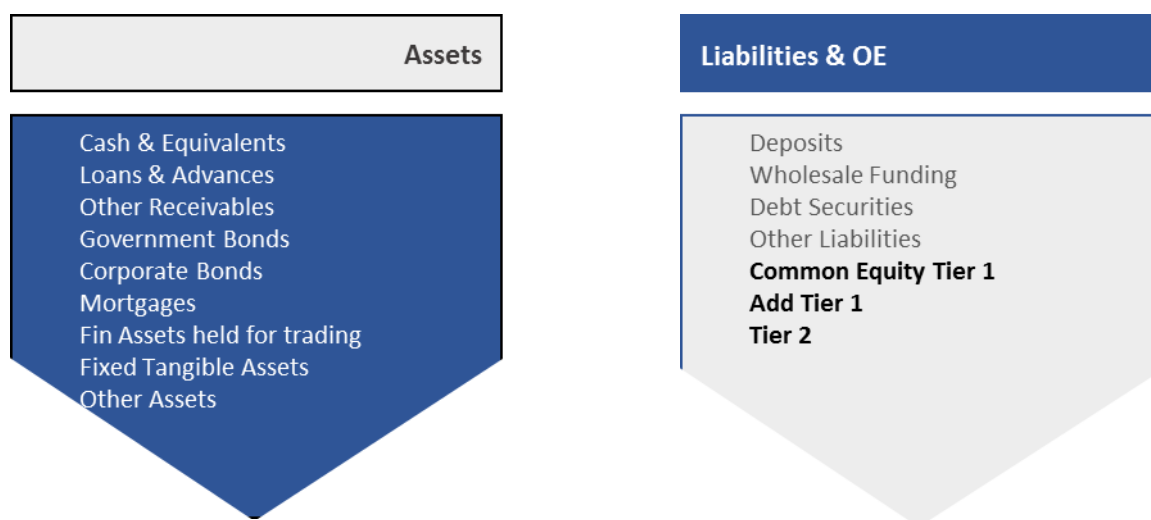 Assets
Cash & Equivalents
Loans & Advances
Other Receivables
Government Bonds
Corporate Bonds
Mortgages
Fin Assets held for trading
Fixed Tangible Assets
Other Assets
Liabilities & OE
Deposits
Wholesale Funding
Debt Securities
Other Liabilities
Common Equity Tier 1
Add Tier 1
Tier 2